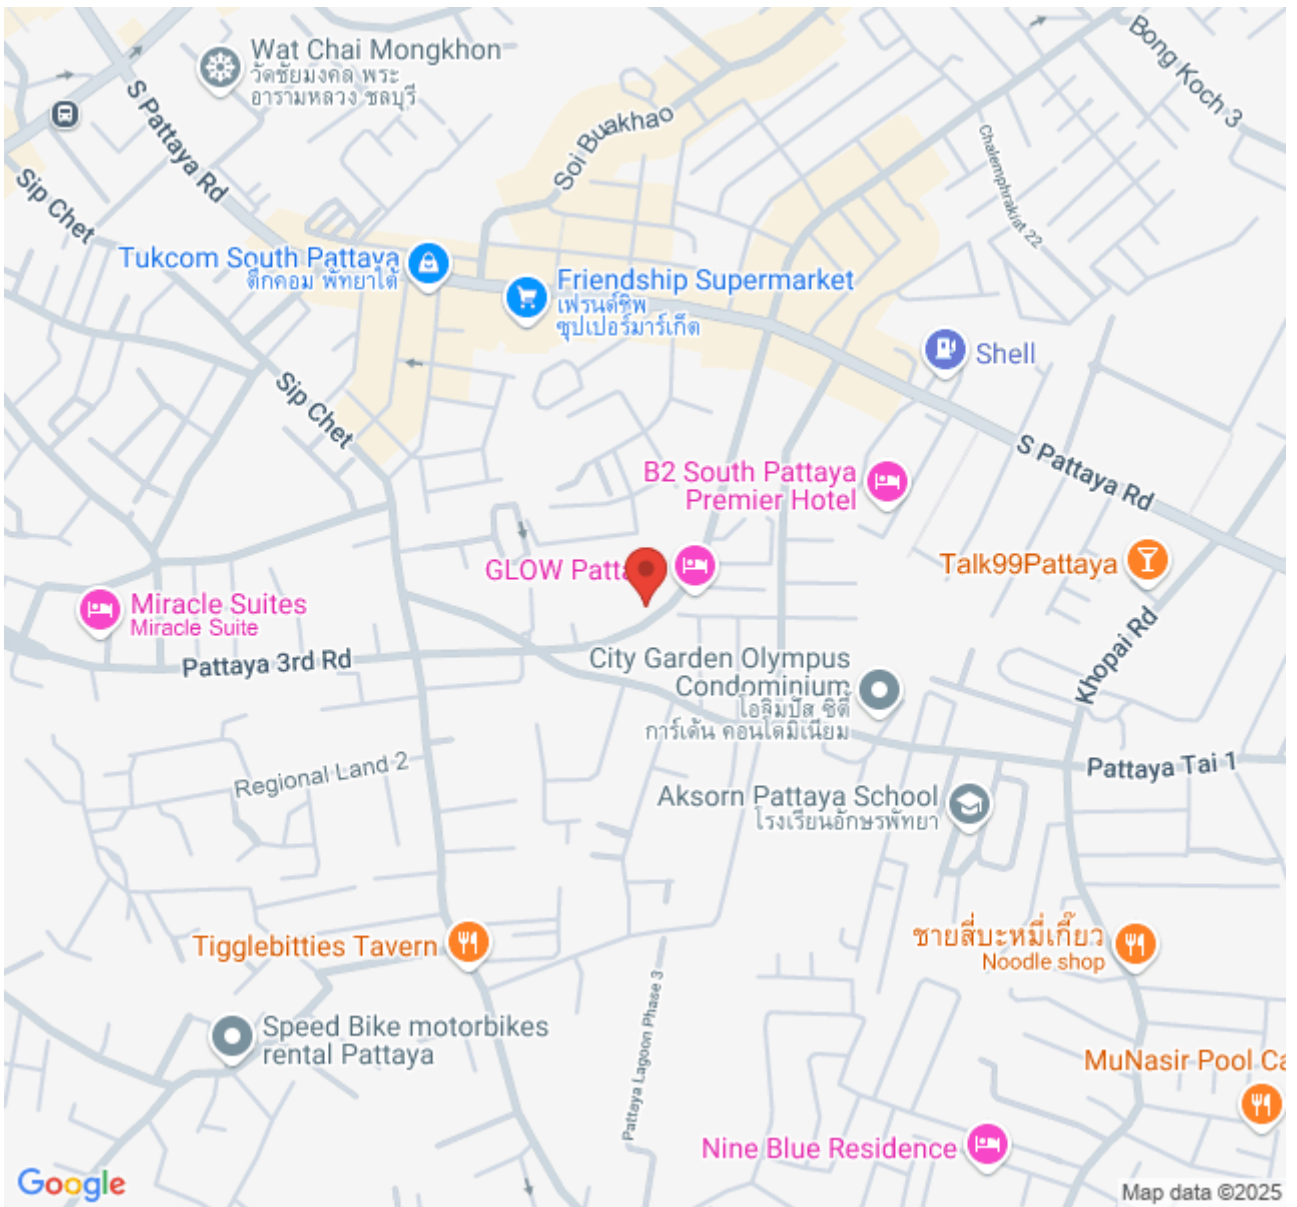 Wat Chai Mongkhon
วัดชัยมงคล พระ
อารามหลวง ชลบุรี
Bong Koch 3
S Pattaya Rd
Soi Buakhao
Chalermphrakiat 22
Sip Chet
Tukcom South Pattaya
ตึกคอม พัทยาใต้
Friendship Supermarket
เฟรนด์ชิพ
ซุปเปอร์มาร์เก็ต
Shell
Sip Chet
S Pattaya Rd
B2 South Pattaya
Premier Hotel
GLOW Patta
Talk99Pattaya
Miracle Suites
Miracle Suite
Pattaya 3rd Rd
Khopai Rd
City Garden Olympus
Condominium
โอลิมปัส ซิตี้
การ์เด้น คอนโดมิเนียม
Pattaya Tai 1
Regional Land 2
Aksorn Pattaya School
โรงเรียนอักษรพัทยา
Tigglebitties Tavern
ชายสี่บะหมี่เกี๊ยว
Noodle shop
Speed Bike motorbikes
rental Pattaya
Pattaya Lagoon Phase 3
MuNasir Pool Ca
Nine Blue Residence
Google
Map data ©2025